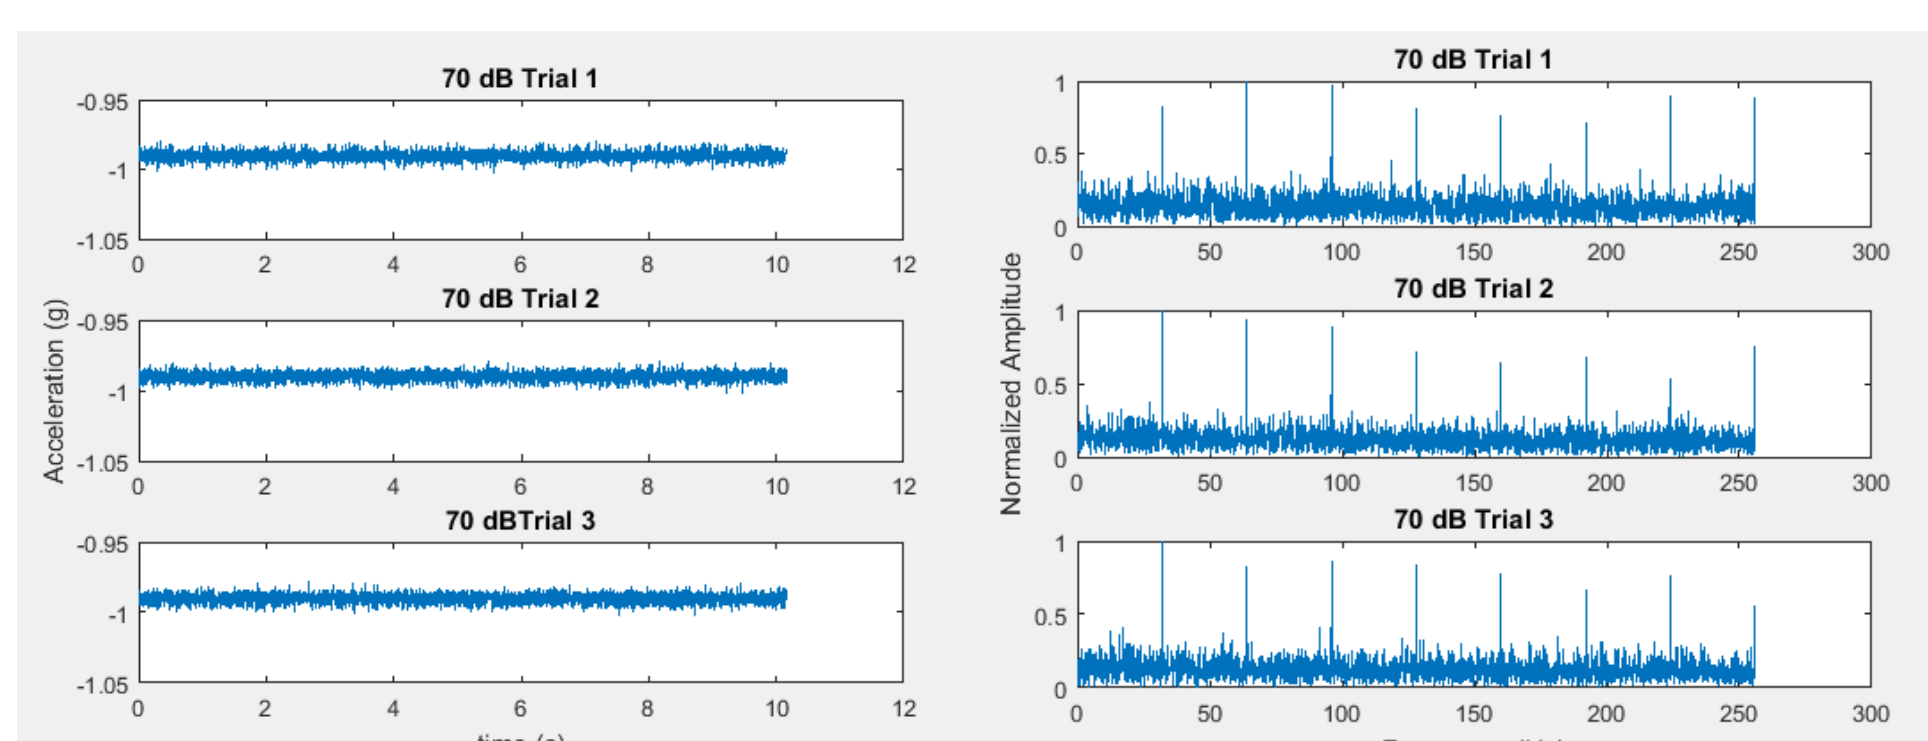 70 dB Trial 1
-0.95
-1
-1.05
0 2 4 6 8 10 12
70 dB Trial 2
-0.95
-1
-1.05
0 2 4 6 8 10 12
70 dBTrial 3
-0.95
-1
-1.05
0 2 4 6 8 10 12
Acceleration (g)
time (s)
70 dB Trial 1
1
0.5
0
0 50 100 150 200 250 300
70 dB Trial 2
1
0.5
0
0 50 100 150 200 250 300
70 dB Trial 3
1
0.5
0
0 50 100 150 200 250 300
Normalized Amplitude